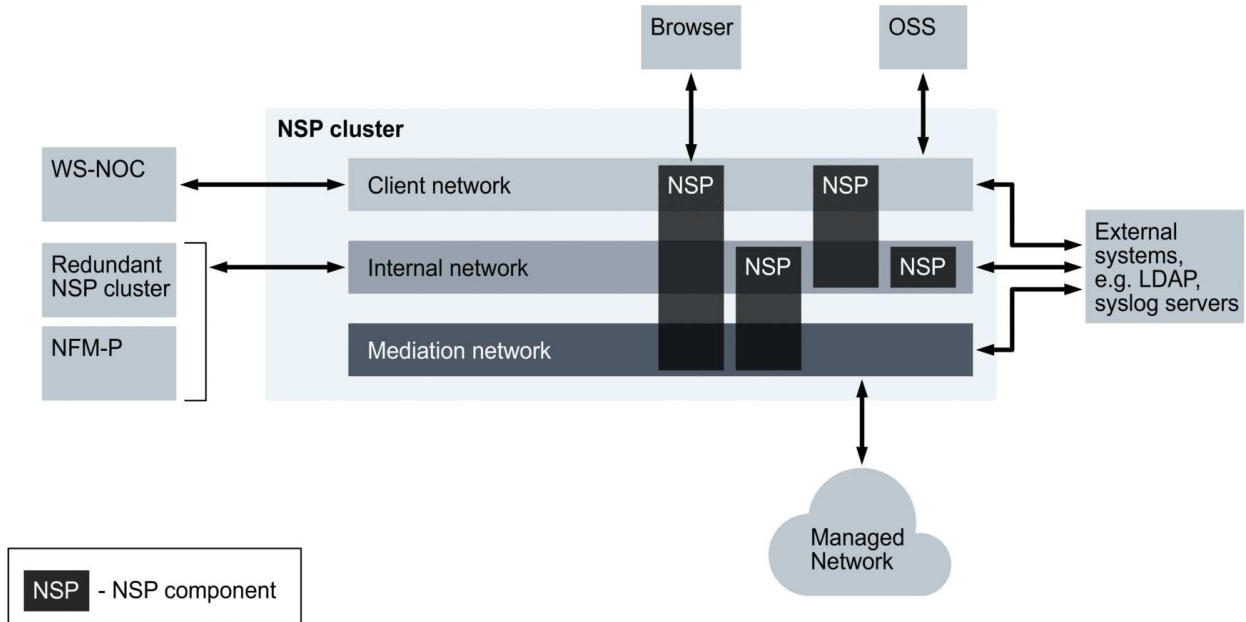 Browser
OSS
NSP cluster
WS-NOC
Client network
NSP
NSP
Redundant
NSP cluster
Internal network
NSP
NSP
External
systems,
e.g. LDAP,
syslog servers
NFM-P
Mediation network
Managed
Network
NSP - NSP component